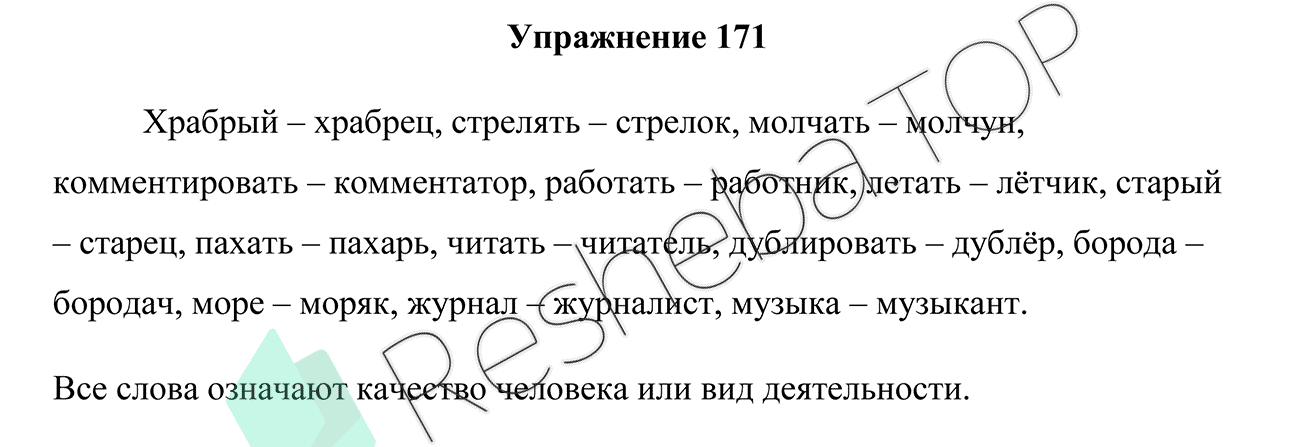 Упражнение 171
Храбрый – храбрец, стрелять – стрелок, молчать – молчун,
комментировать – комментатор, работать – работник, летать – лётчик, старый
– старец, пахать – пахарь, читать – читатель, дублировать – дублёр, борода –
бородач, море – моряк, журнал – журналист, музыка – музыкант.
Все слова означают качество человека или вид деятельности.
Resheba TOP